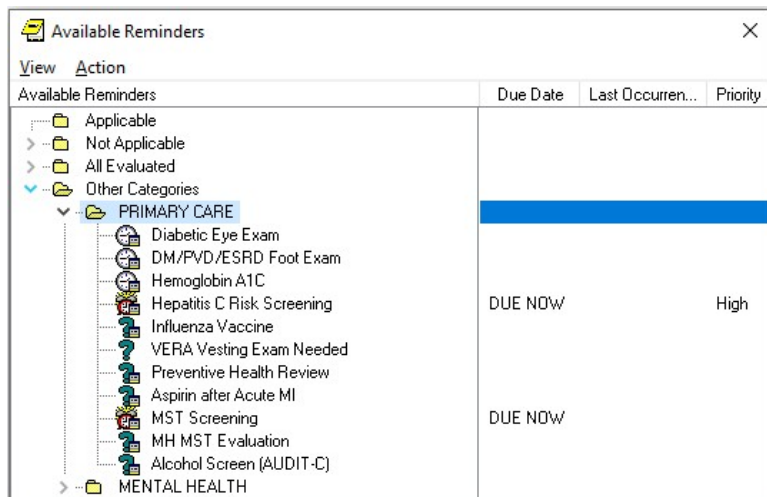 Available Reminders
View Action
Available Reminders Due Date Last Occurren... Priority
Applicable
Not Applicable
All Evaluated
Other Categories
PRIMARY CARE
Diabetic Eye Exam
DM/PVD/ESRD Foot Exam
Hemoglobin A1C
Hepatitis C Risk Screening DUE NOW High
Influenza Vaccine
VERA Vesting Exam Needed
Preventive Health Review
Aspirin after Acute MI
MST Screening DUE NOW
MH MST Evaluation
Alcohol Screen (AUDIT-C)
MENTAL HEALTH